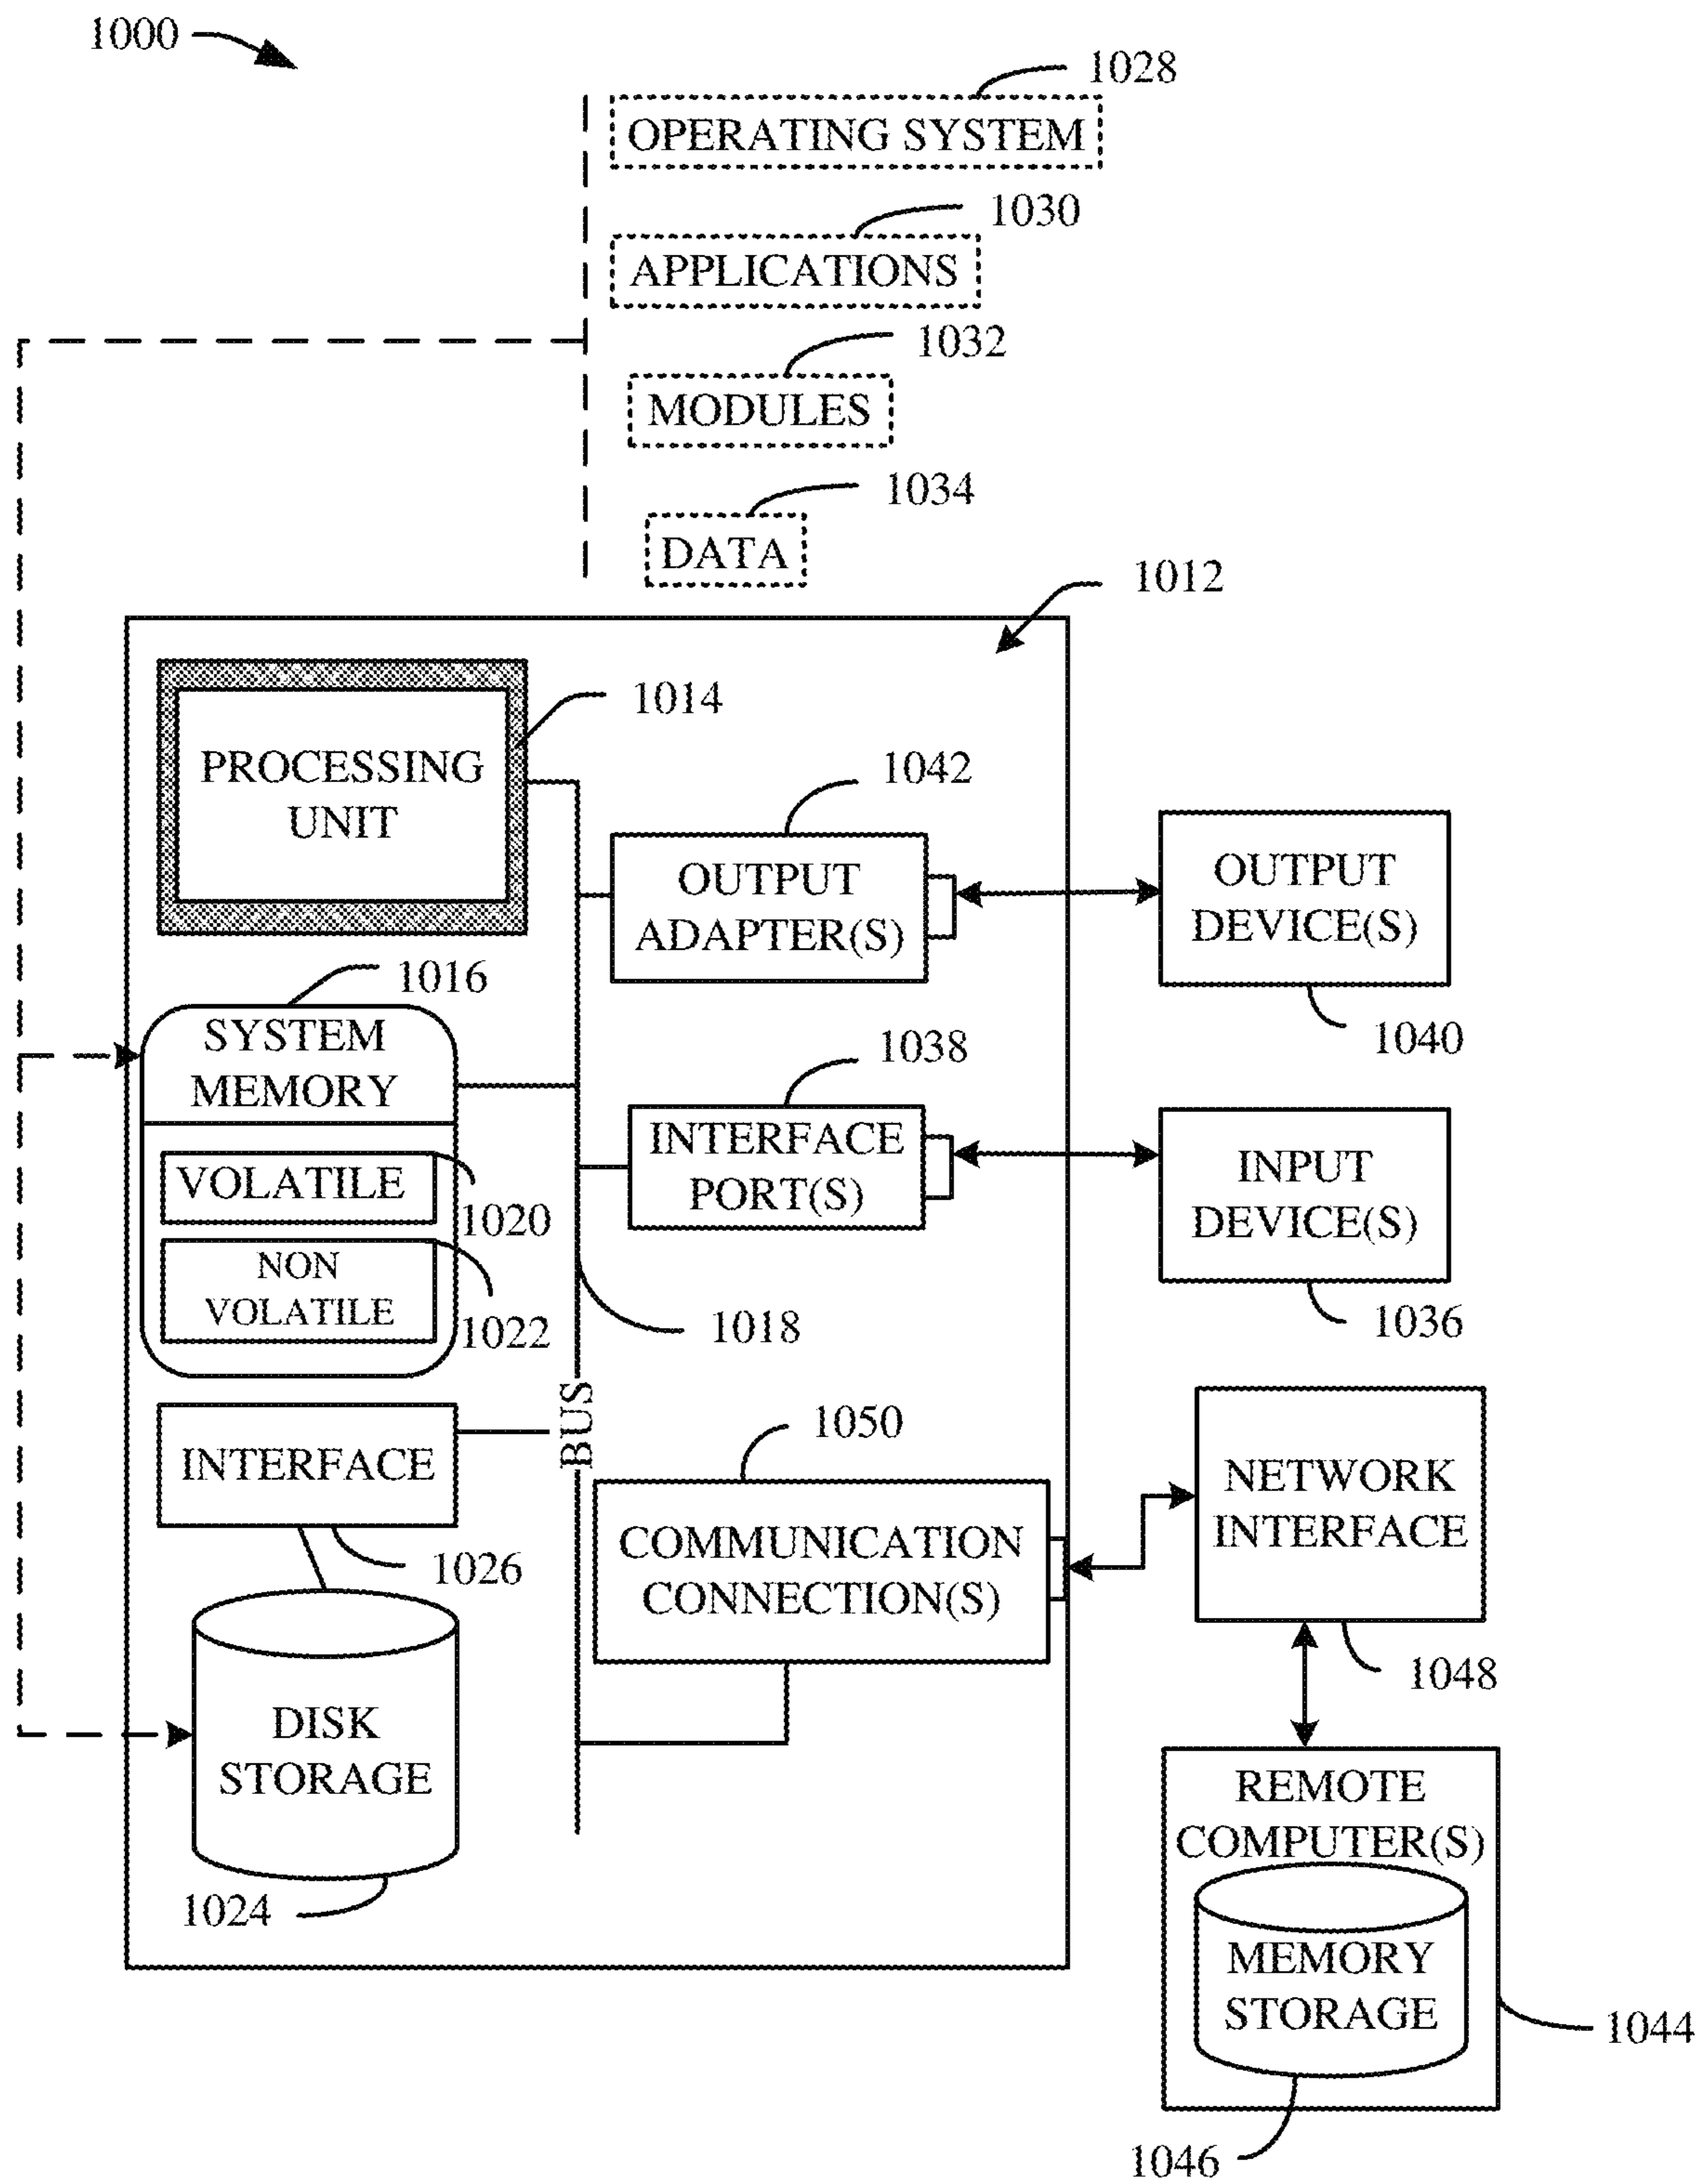 1000
1028
OPERATING SYSTEM
1030
APPLICATIONS
1032
MODULES
1034
DATA
1012
1014
PROCESSING
UNIT
1042
OUTPUT
ADAPTER(S)
OUTPUT
DEVICE(S)
1040
1016
SYSTEM
MEMORY
VOLATILE
1020
NON
VOLATILE
1022
1038
INTERFACE
PORT(S)
INPUT
DEVICE(S)
1036
1018
BUS
INTERFACE
1026
1050
COMMUNICATION
CONNECTION(S)
NETWORK
INTERFACE
1048
DISK
STORAGE
1024
REMOTE
COMPUTER(S)
MEMORY
STORAGE
1044
1046